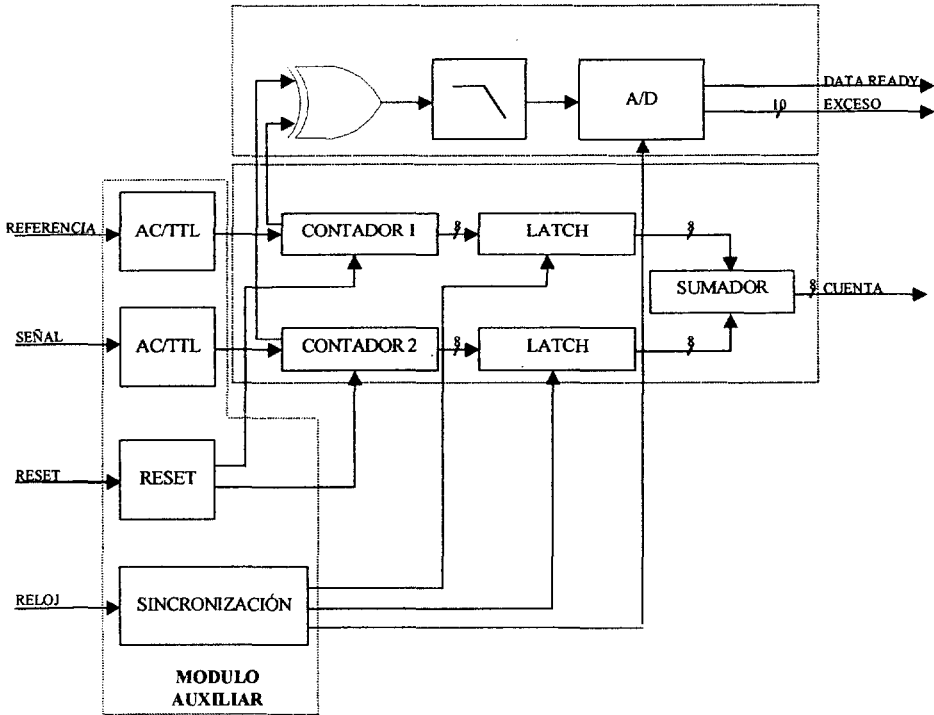 DATA READY
A/D
10
EXCESO
REFERENCIA
AC/TTL
CONTADOR 1
8
LATCH
8
SUMADOR
8
CUENTA
SEÑAL
AC/TTL
CONTADOR 2
8
LATCH
8
RESET
RESET
RELOJ
SINCRONIZACIÓN
MODULO
AUXILIAR